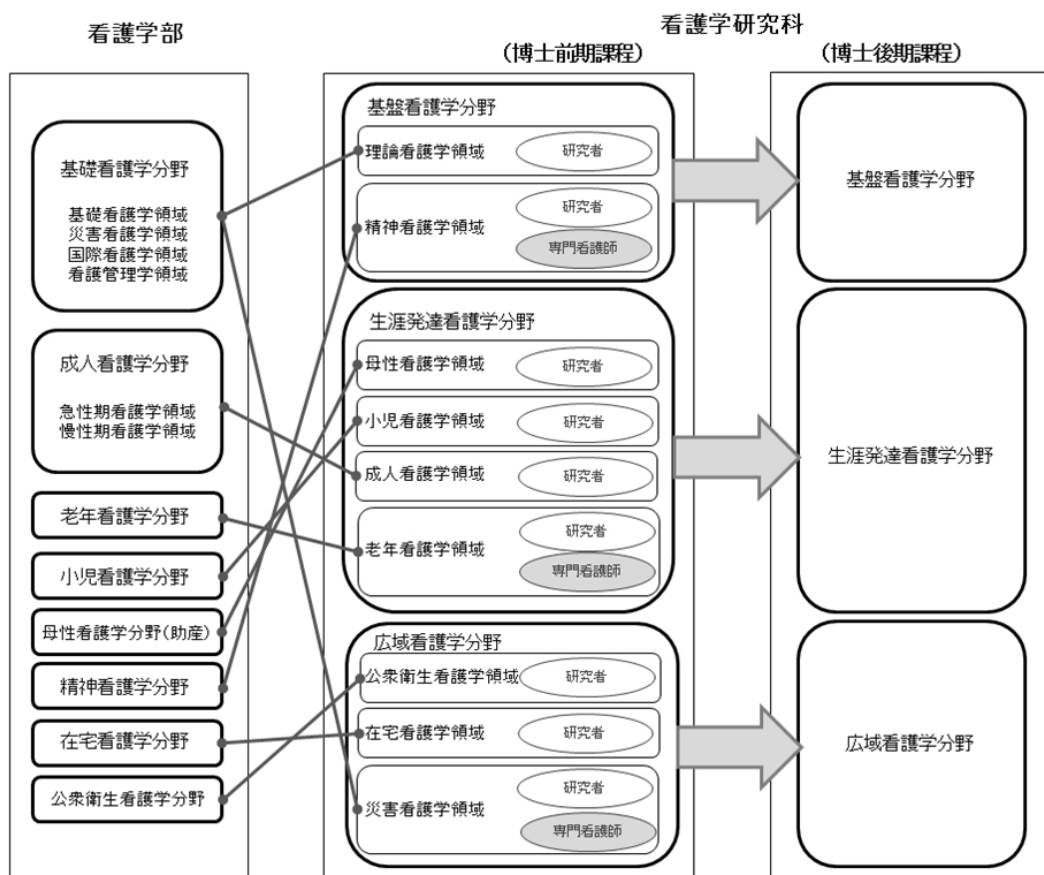 看護学部
看護学研究科
(博士前期課程)
(博士後期課程)
基礎看護学分野
基礎看護学領域
災害看護学領域
国際看護学領域
看護管理学領域
成人看護学分野
急性期看護学領域
慢性期看護学領域
老年看護学分野
小児看護学分野
母性看護学分野(助産)
精神看護学分野
在宅看護学分野
公衆衛生看護学分野
基盤看護学分野
理論看護学領域
研究者
精神看護学領域
研究者
専門看護師
生涯発達看護学分野
母性看護学領域
研究者
小児看護学領域
研究者
成人看護学領域
研究者
老年看護学領域
研究者
専門看護師
広域看護学分野
公衆衛生看護学領域
研究者
在宅看護学領域
研究者
災害看護学領域
研究者
専門看護師
基盤看護学分野
生涯発達看護学分野
広域看護学分野